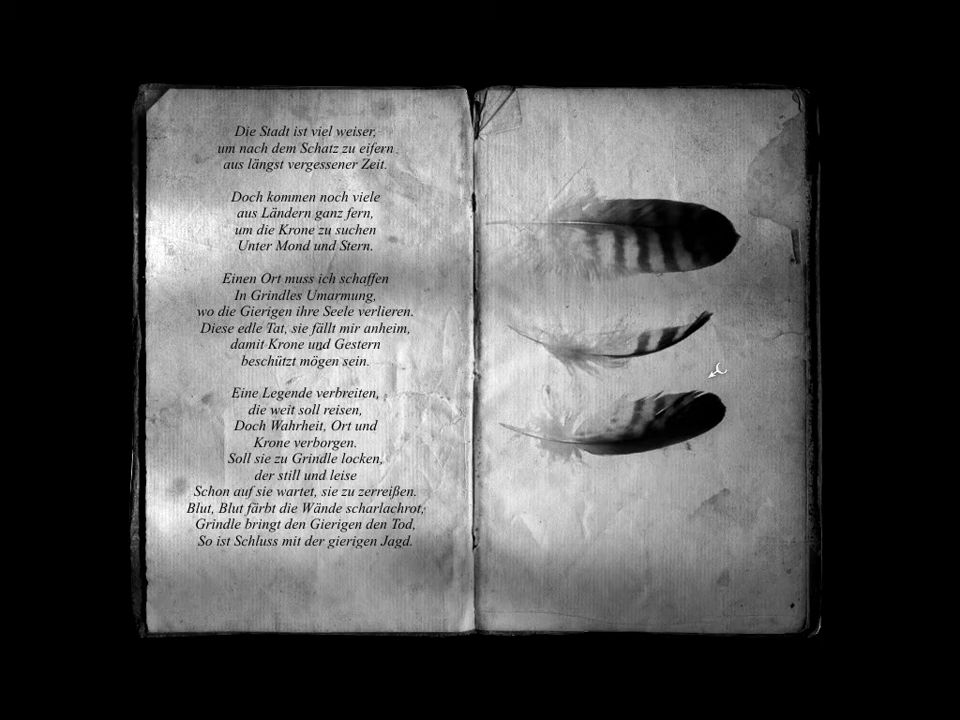 Die Stadt ist viel weiser,
um nach dem Schatz zu eifern
aus längst vergessener Zeit.
Doch kommen noch viele
aus Ländern ganz fern,
um die Krone zu suchen
Unter Mond und Stern.
Einen Ort muss ich schaffen
In Grindles Umarmung,
wo die Gierigen ihre Seele verlieren.
Diese edle Tat, sie fällt mir anheim,
damit Krone und Gestern
beschützt mögen sein.
Eine Legende verbreiten,
die weit soll reisen,
Doch Wahrheit, Ort und
Krone verborgen.
Soll sie zu Grindle locken,
der still und leise
Schon auf sie wartet, sie zu zerreißen.
Blut, Blut färbt die Wände scharlachrot,
Grindle bringt den Gierigen den Tod,
So ist Schluss mit der gierigen Jagd.